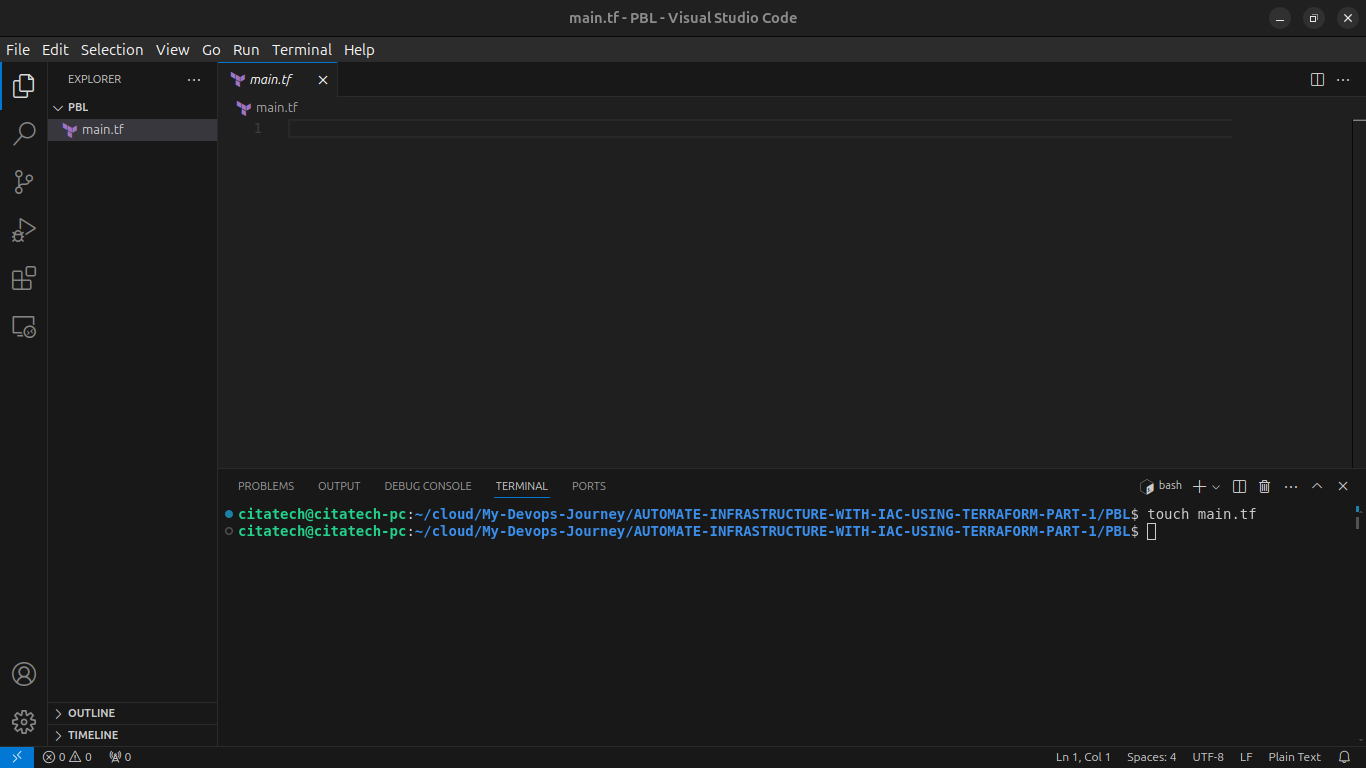 main.tf - PBL - Visual Studio Code
File Edit Selection View Go Run Terminal Help
EXPLORER
PBL
main.tf
OUTLINE
TIMELINE
main.tf
main.tf
1
PROBLEMS OUTPUT DEBUG CONSOLE TERMINAL PORTS
bash
citatech@citatech-pc:~/cloud/My-Devops-Journey/AUTOMATE-INFRASTRUCTURE-WITH-IAC-USING-TERRAFORM-PART-1/PBL$ touch main.tf
citatech@citatech-pc:~/cloud/My-Devops-Journey/AUTOMATE-INFRASTRUCTURE-WITH-IAC-USING-TERRAFORM-PART-1/PBL$
0 0 0 Ln 1, Col 1 Spaces: 4 UTF-8 LF Plain Text